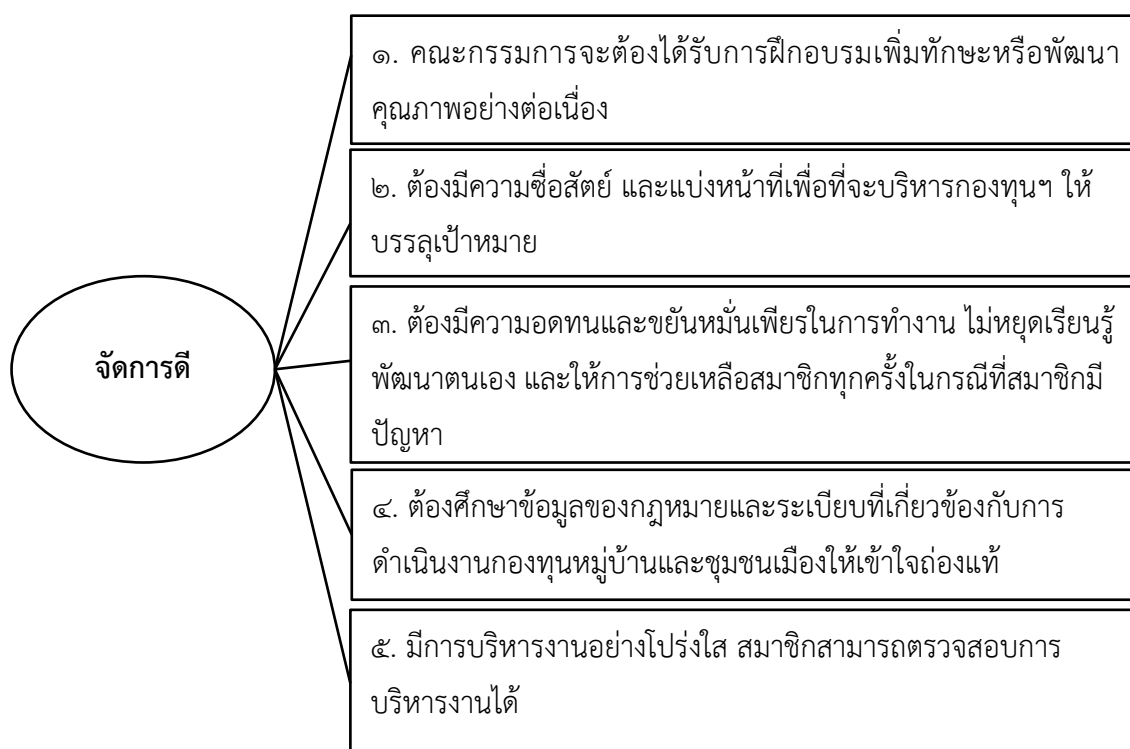 ๑. คณะกรรมการจะต้องได้รับการฝึกอบรมเพิ่มทักษะหรือพัฒนา
คุณภาพอย่างต่อเนื่อง
๒. ต้องมีความซื่อสัตย์ และแบ่งหน้าที่เพื่อที่จะบริหารกองทุนฯ ให้
บรรลุเป้าหมาย
จัดการดี
๓. ต้องมีความอดทนและขยันหมั่นเพียรในการทำงาน ไม่หยุดเรียนรู้
พัฒนาตนเอง และให้การช่วยเหลือสมาชิกทุกครั้งในกรณีที่สมาชิกมี
ปัญหา
๔. ต้องศึกษาข้อมูลของกฎหมายและระเบียบที่เกี่ยวข้องกับการ
ดำเนินงานกองทุนหมู่บ้านและชุมชนเมืองให้เข้าใจถ่องแท้
๕. มีการบริหารงานอย่างโปร่งใส สมาชิกสามารถตรวจสอบการ
บริหารงานได้